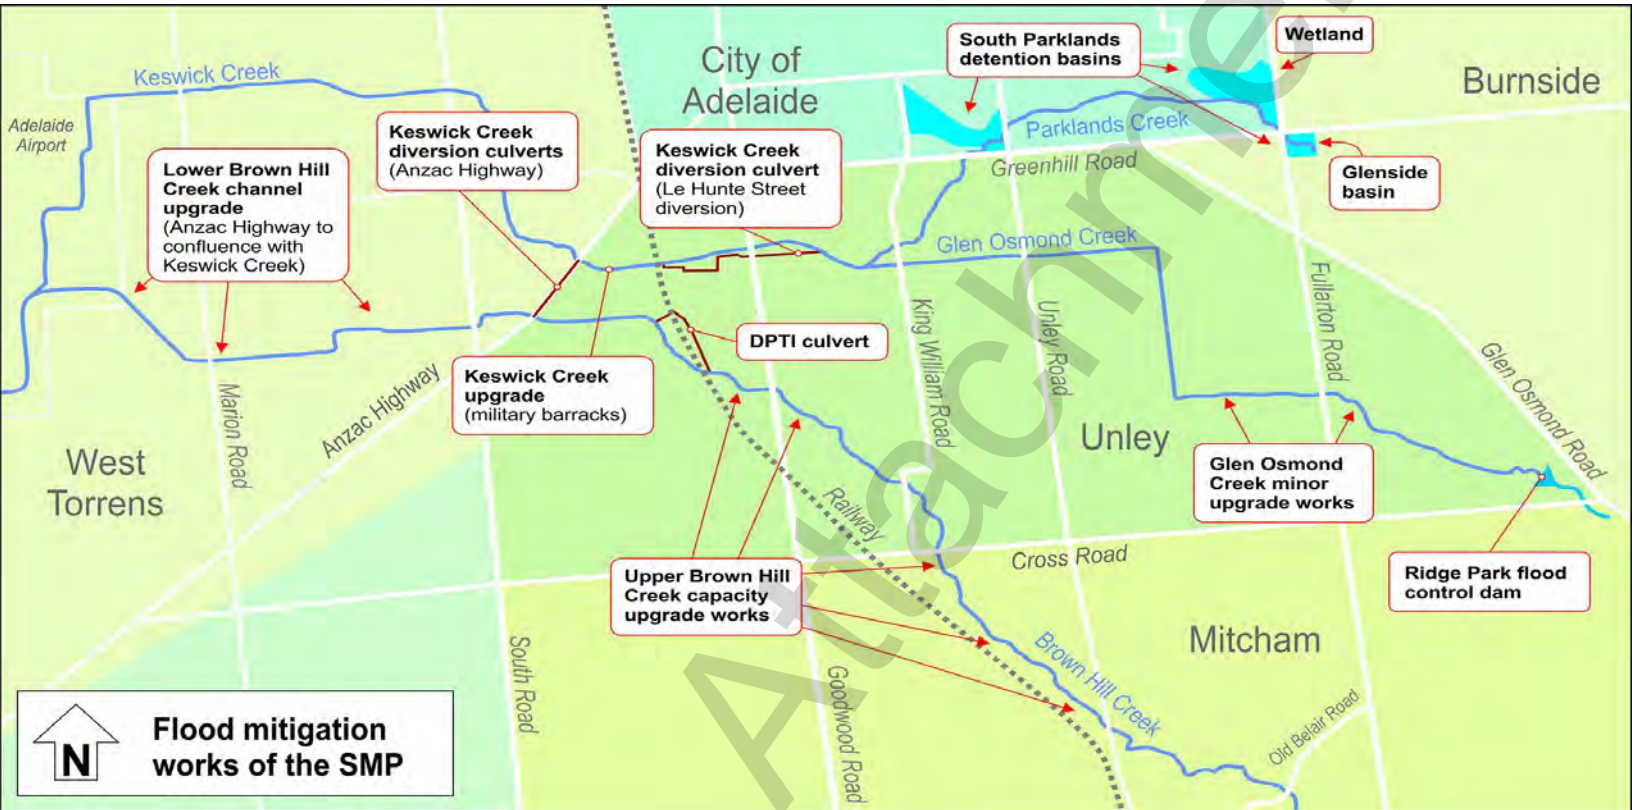 City of
Adelaide
South Parklands
detention basins
Wetland
Burnside
Keswick Creek
Adelaide
Airport
Keswick Creek
diversion culverts
(Anzac Highway)
Keswick Creek
diversion culvert
(Le Hunte Street
diversion)
Parklands Creek
Greenhill Road
Glenside
basin
Lower Brown Hill
Creek channel
upgrade
(Anzac Highway to
confluence with
Keswick Creek)
Glen Osmond Creek
Fullarton Road
King William Road
Unley Road
DPTI culvert
Keswick Creek
upgrade
(military barracks)
Marion Road
Anzac Highway
Glen Osmond Road
Unley
West
Torrens
Glen Osmond
Creek minor
upgrade works
Railway
Cross Road
Upper Brown Hill
Creek capacity
upgrade works
Ridge Park flood
control dam
Mitcham
Brown Hill Creek
South Road
Goodwood Road
Old Belair Road
N
Flood mitigation
works of the SMP
Attachme